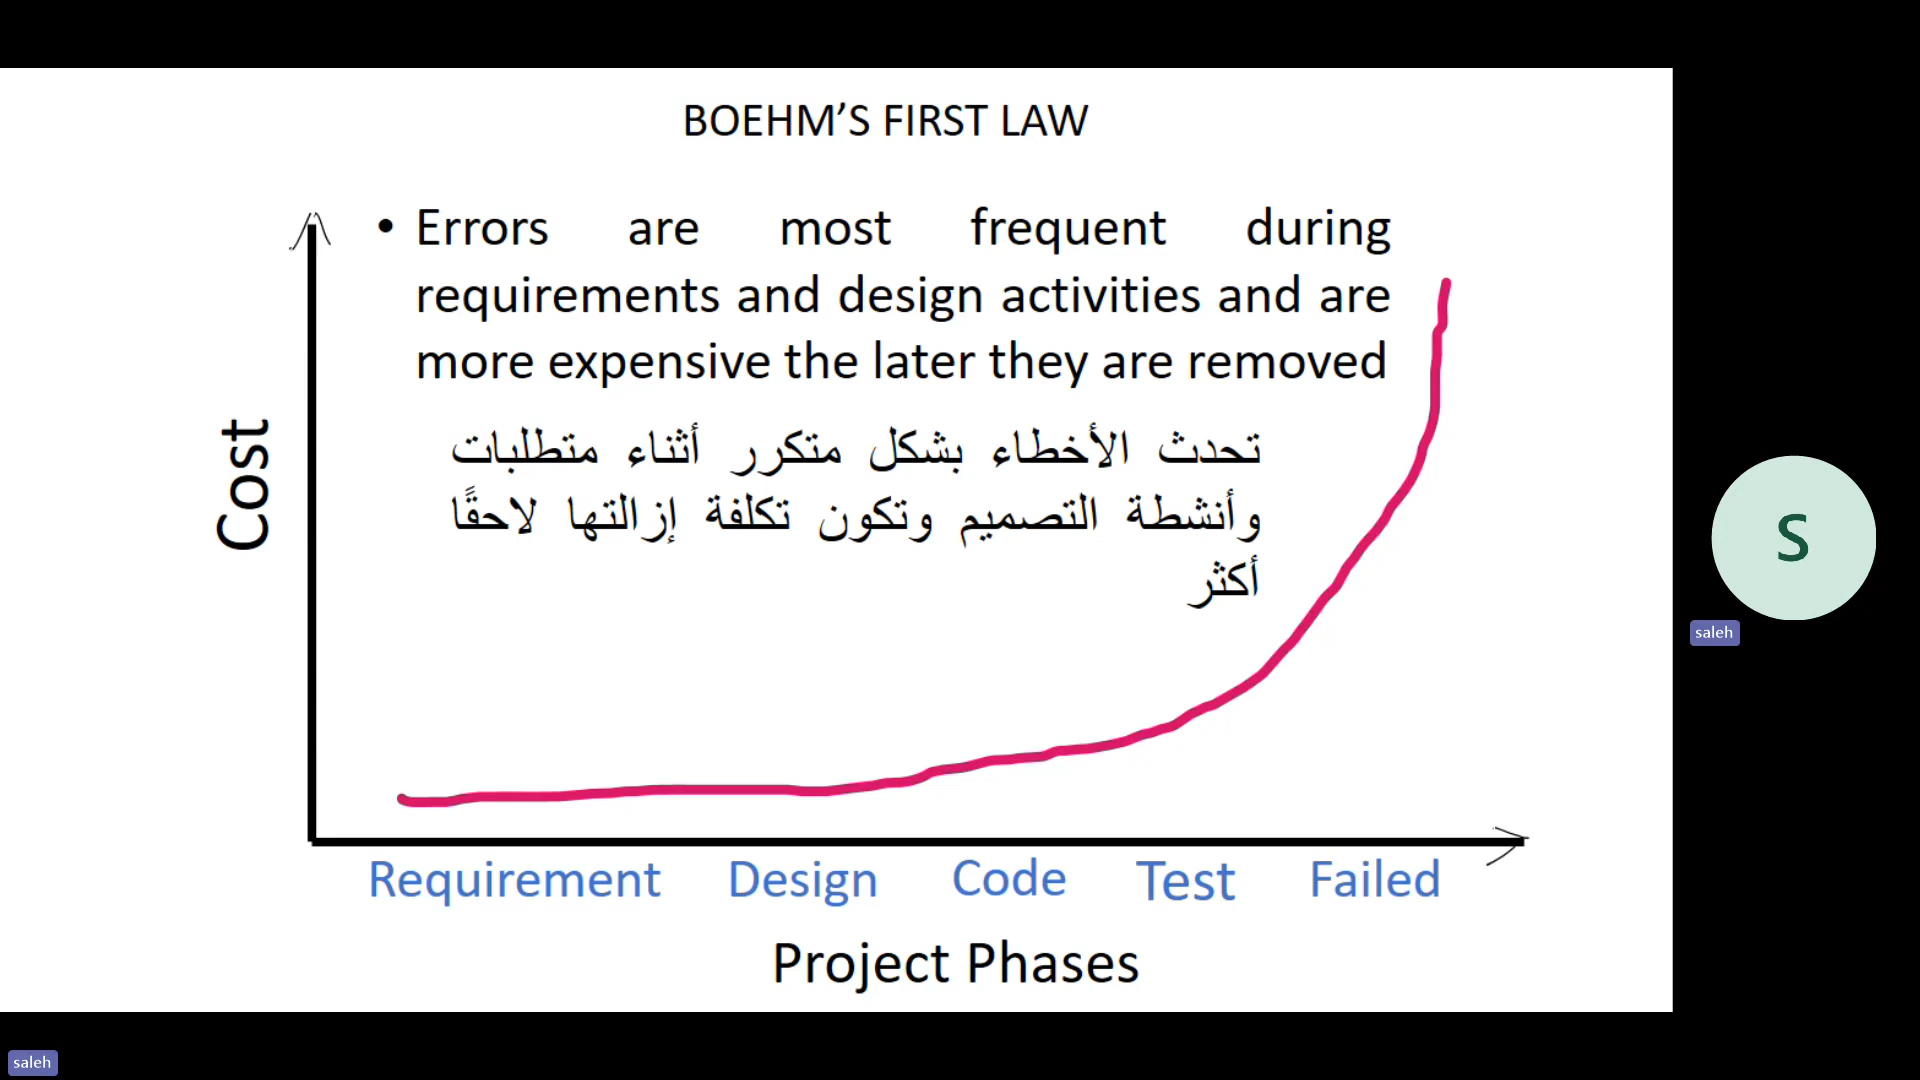 BOEHM’S FIRST LAW
• Errors are most frequent during
requirements and design activities and are
more expensive the later they are removed
تحدث الأخطاء بشكل متكرر أثناء متطلبات
وأنشطة التصميم وتكون تكلفة إزالتها لاحقًا
أكثر
Cost
Requirement Design Code Test Failed
Project Phases
S
saleh
saleh